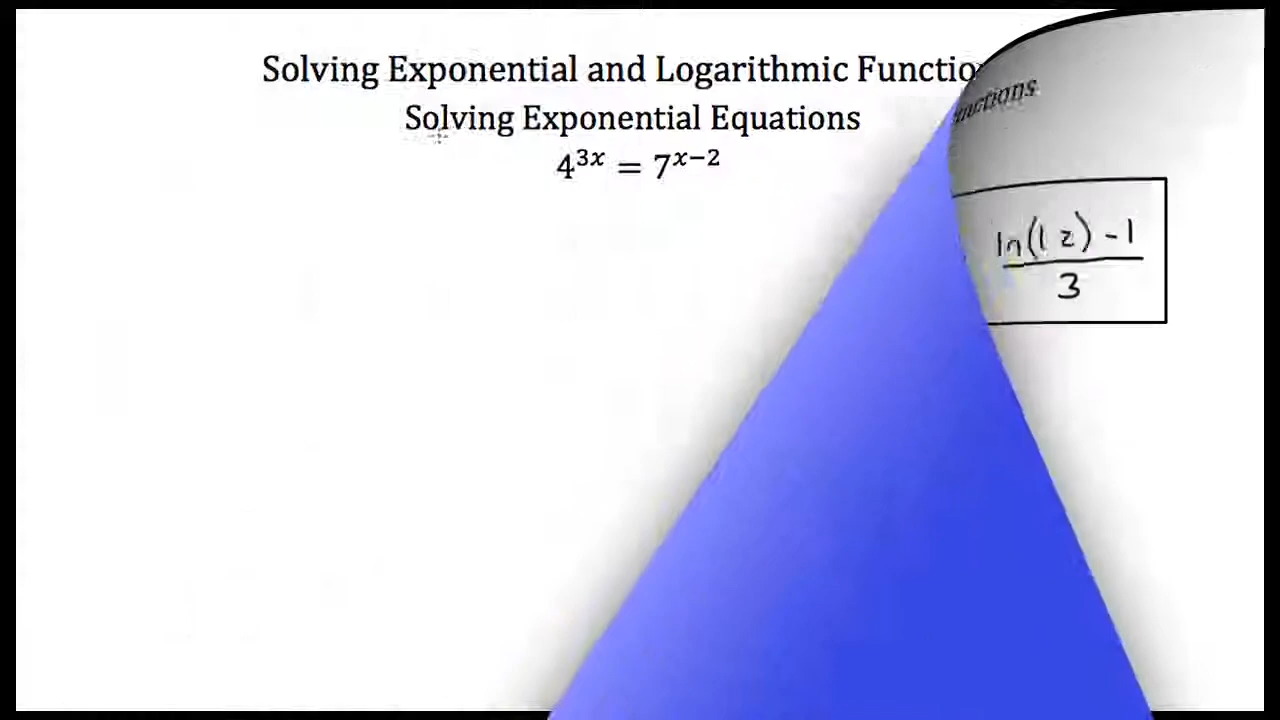 Solving Exponential and Logarithmic Functio
Solving Exponential Equations
unctions
4^{3x} = 7^{x-2}
ln(12) - 1
3